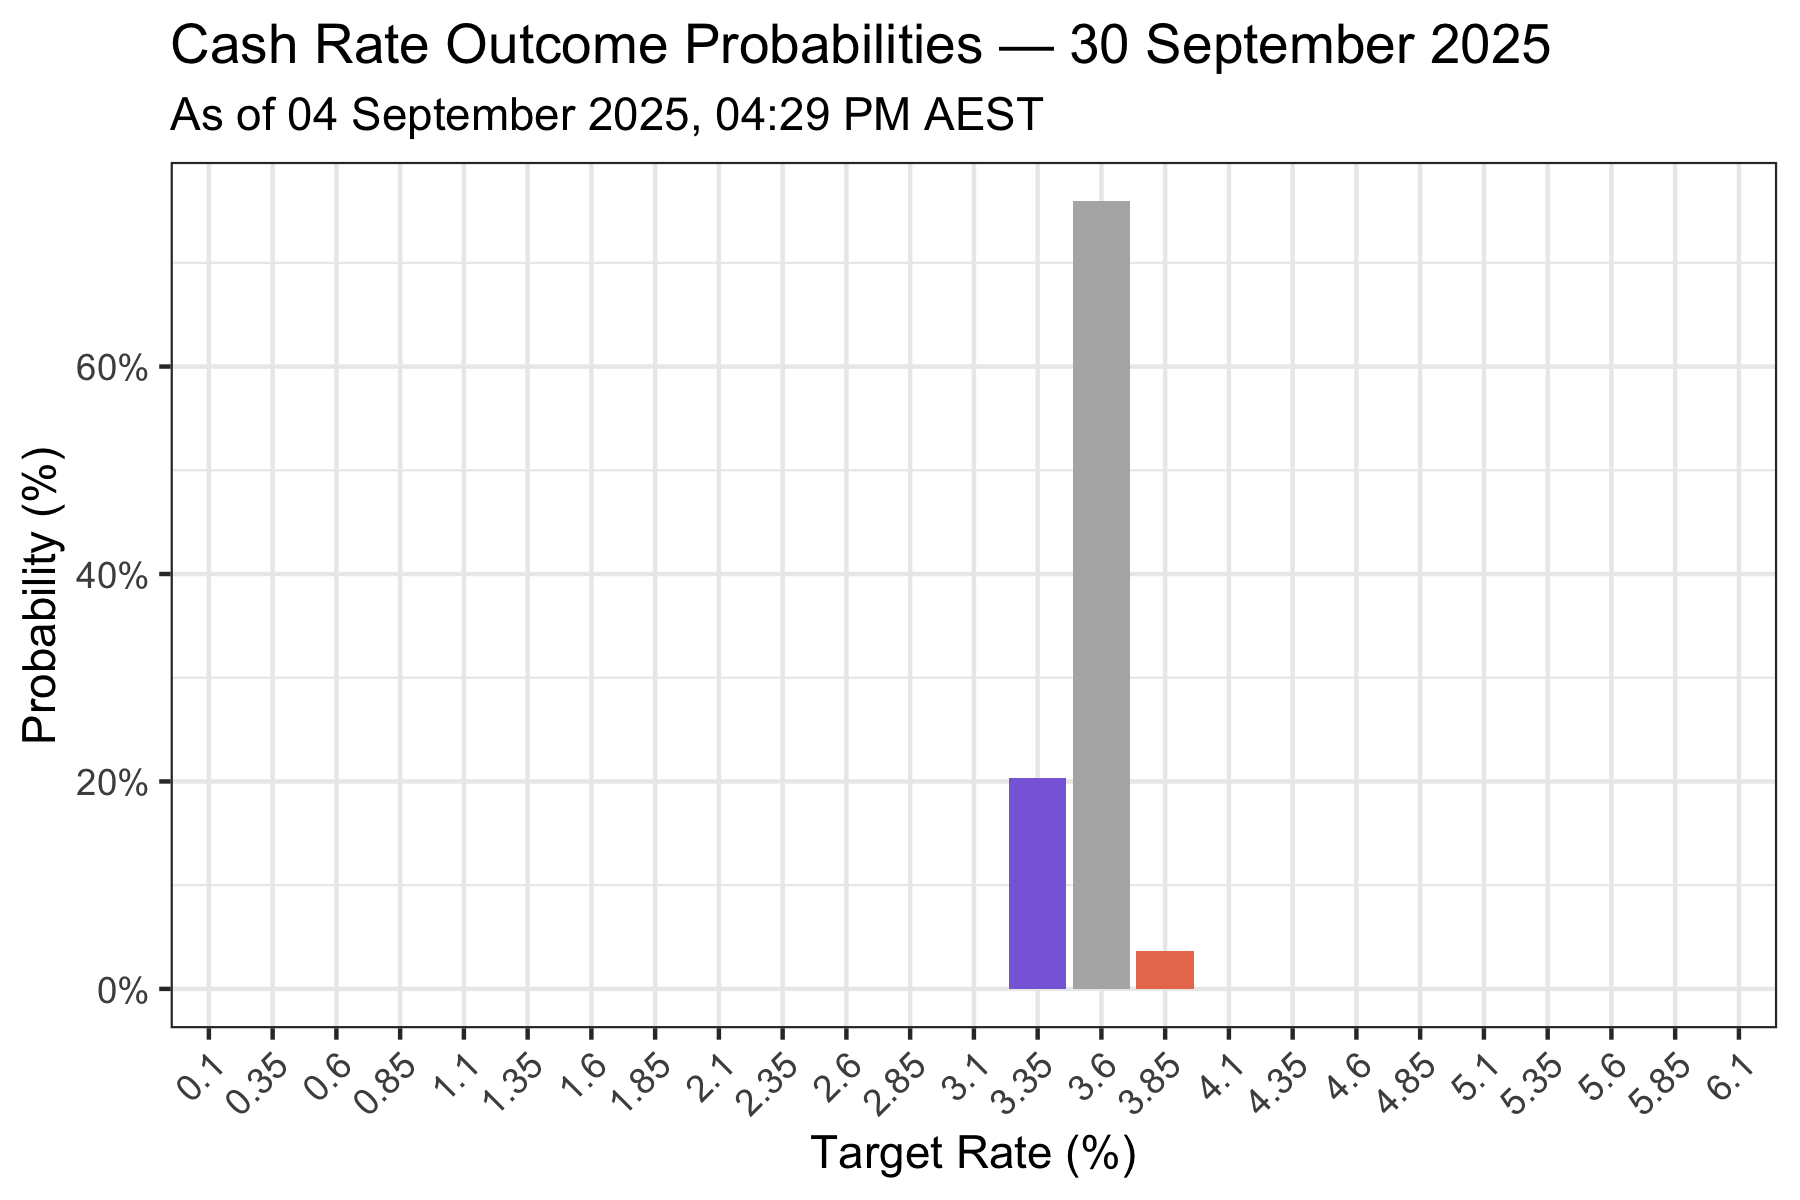 Cash Rate Outcome Probabilities — 30 September 2025
As of 04 September 2025, 04:29 PM AEST
Probability (%)
60%
40%
20%
0%
0.1 0.35 0.6 0.85 1.1 1.35 1.6 1.85 2.1 2.35 2.6 2.85 3.1 3.35 3.6 3.85 4.1 4.35 4.6 4.85 5.1 5.35 5.6 5.85 6.1
Target Rate (%)